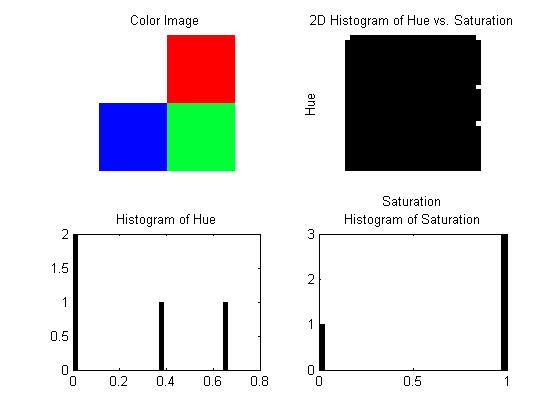 Color Image
2D Histogram of Hue vs. Saturation
Hue
Saturation
Histogram of Hue
Histogram of Saturation
2
1.5
1
0.5
0
0 0.2 0.4 0.6 0.8
3
2
1
0
0 0.5 1